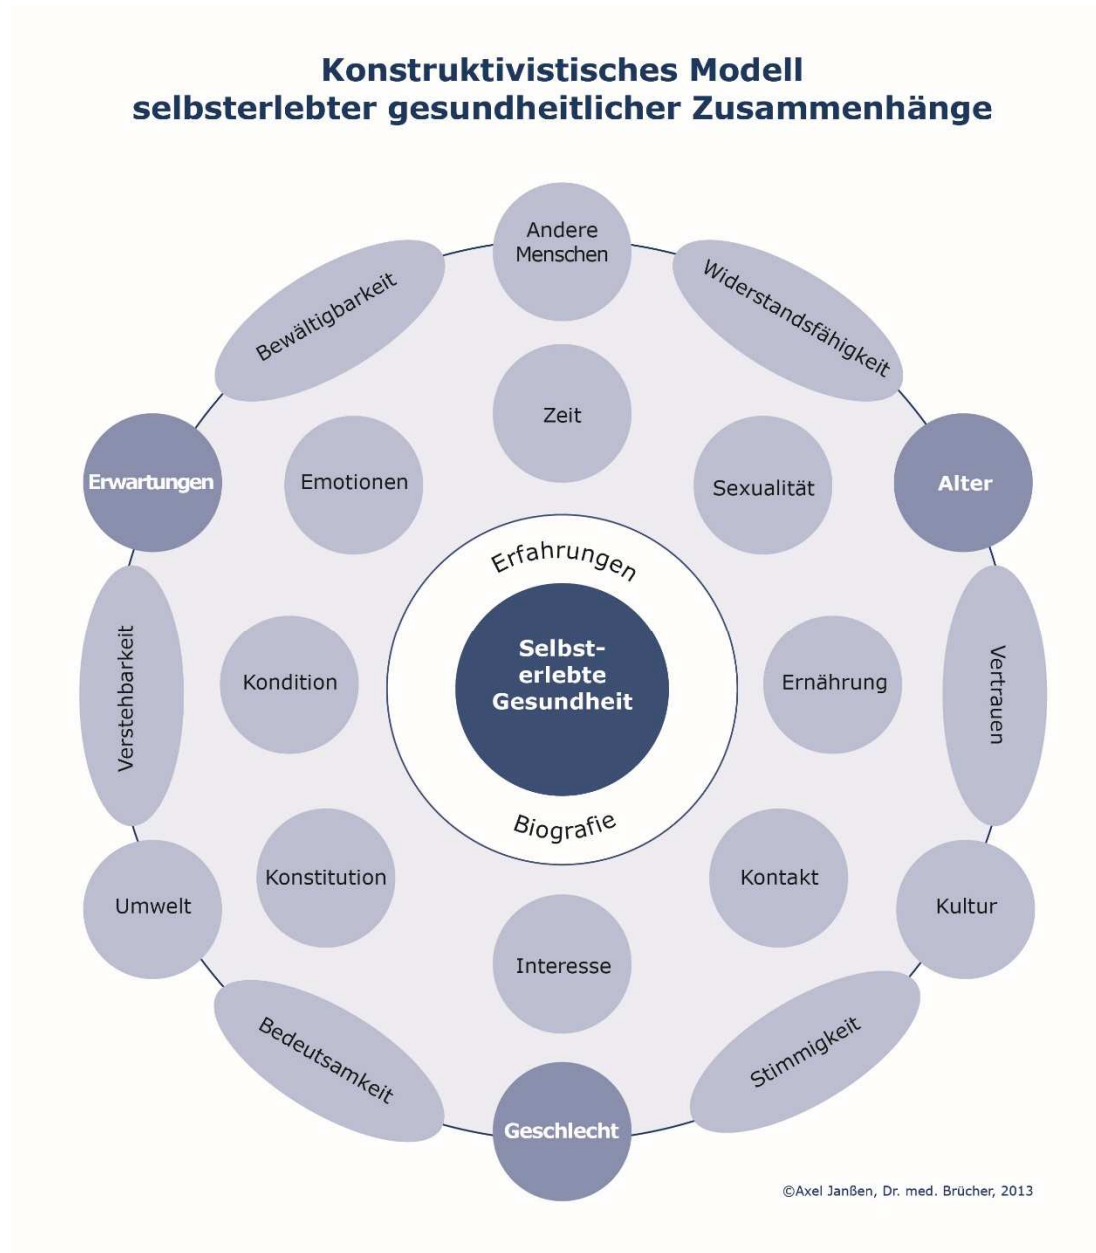 Konstruktivistisches Modell
selbsterlebter gesundheitlicher Zusammenhänge
Andere
Menschen
Bewältigbarkeit
Widerstandsfähigkeit
Zeit
Erwartungen
Emotionen
Sexualität
Alter
Erfahrungen
Selbst-
erlebte
Gesundheit
Verstehbarkeit
Kondition
Ernährung
Vertrauen
Biografie
Umwelt
Konstitution
Kontakt
Kultur
Interesse
Bedeutsamkeit
Stimmigkeit
Geschlecht
©Axel Janßen, Dr. med. Brücher, 2013